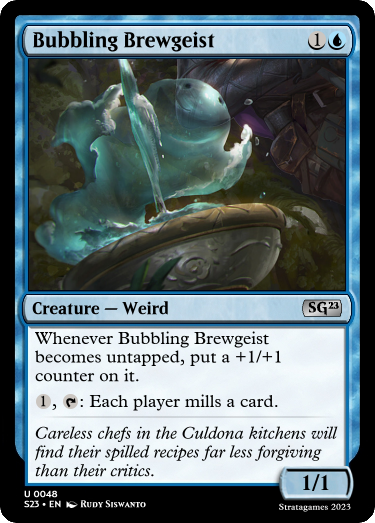 Bubbling Brewgeist 1
Creature — Weird SG23
Whenever Bubbling Brewgeist
becomes untapped, put a +1/+1
counter on it.
1, : Each player mills a card.
Careless chefs in the Culdona kitchens will
find their spilled recipes far less forgiving
than their critics.
1/1
U 0048
S23 • EN Rudy Siswanto
Stratagames 2023